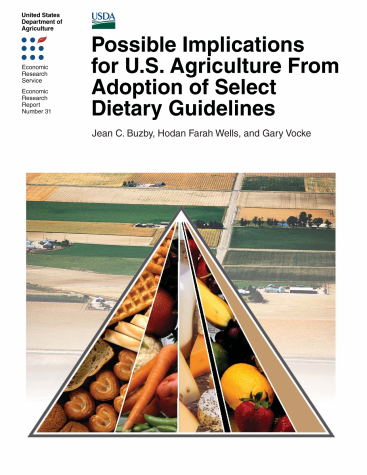 United States
Department of
Agriculture
USDA
Economic
Research
Service
Economic
Research
Report
Number 31
Possible Implications
for U.S. Agriculture From
Adoption of Select
Dietary Guidelines
Jean C. Buzby, Hodan Farah Wells, and Gary Vocke